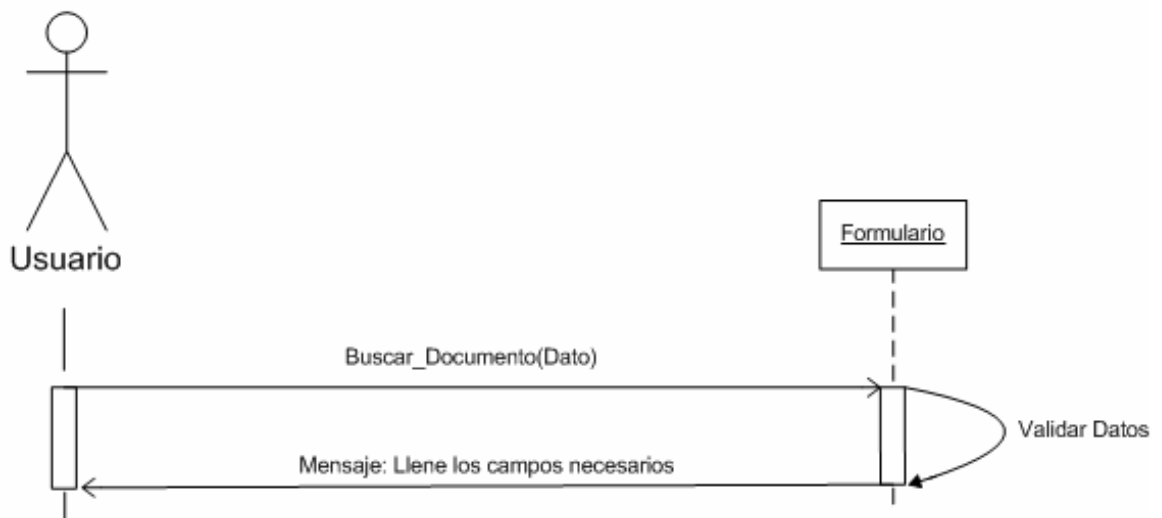 Usuario
Formulario
Buscar_Documento(Dato)
Validar Datos
Mensaje: Llene los campos necesarios